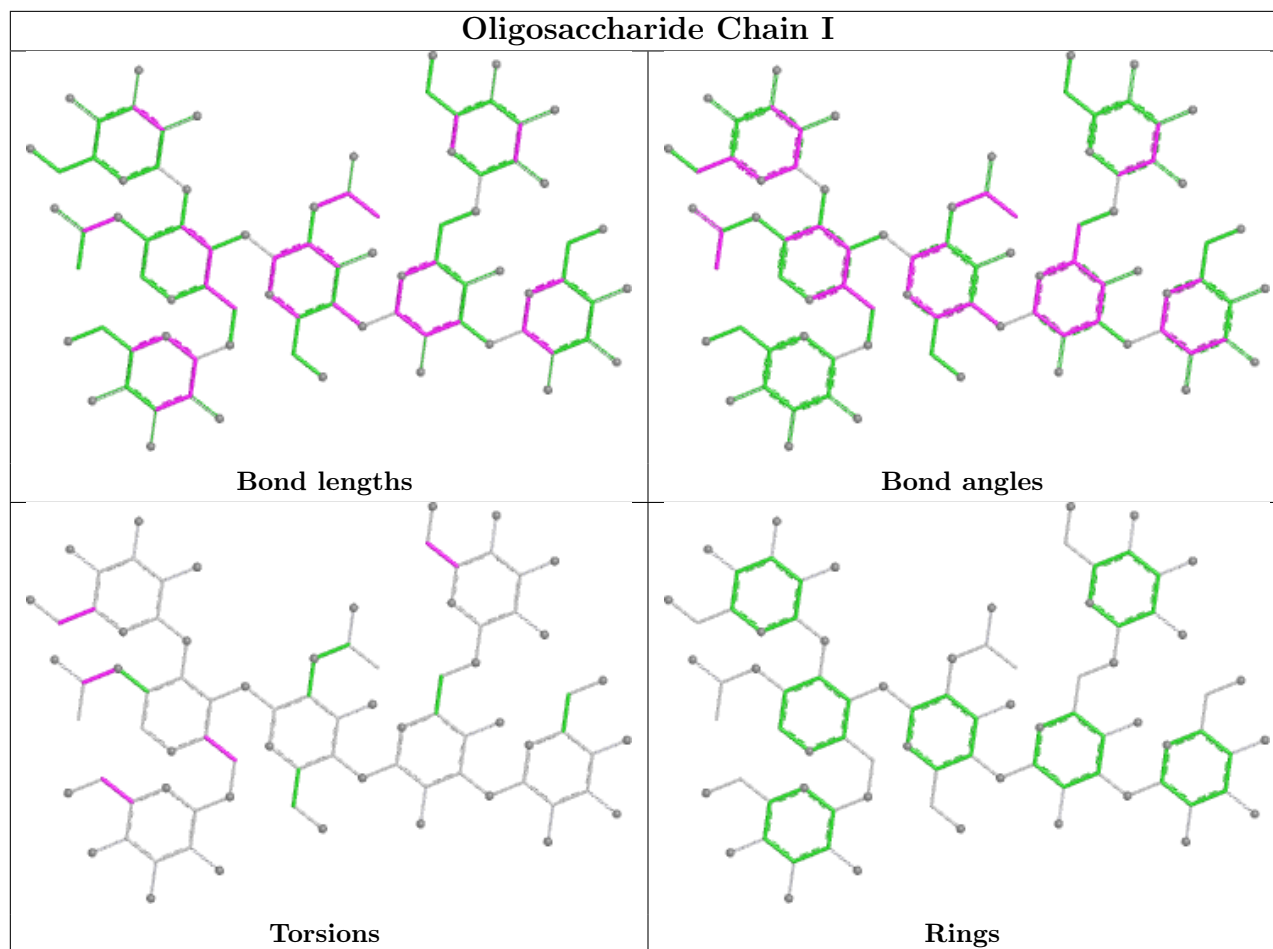 Oligosaccharide Chain I
Bond lengths
Bond angles
Torsions
Rings